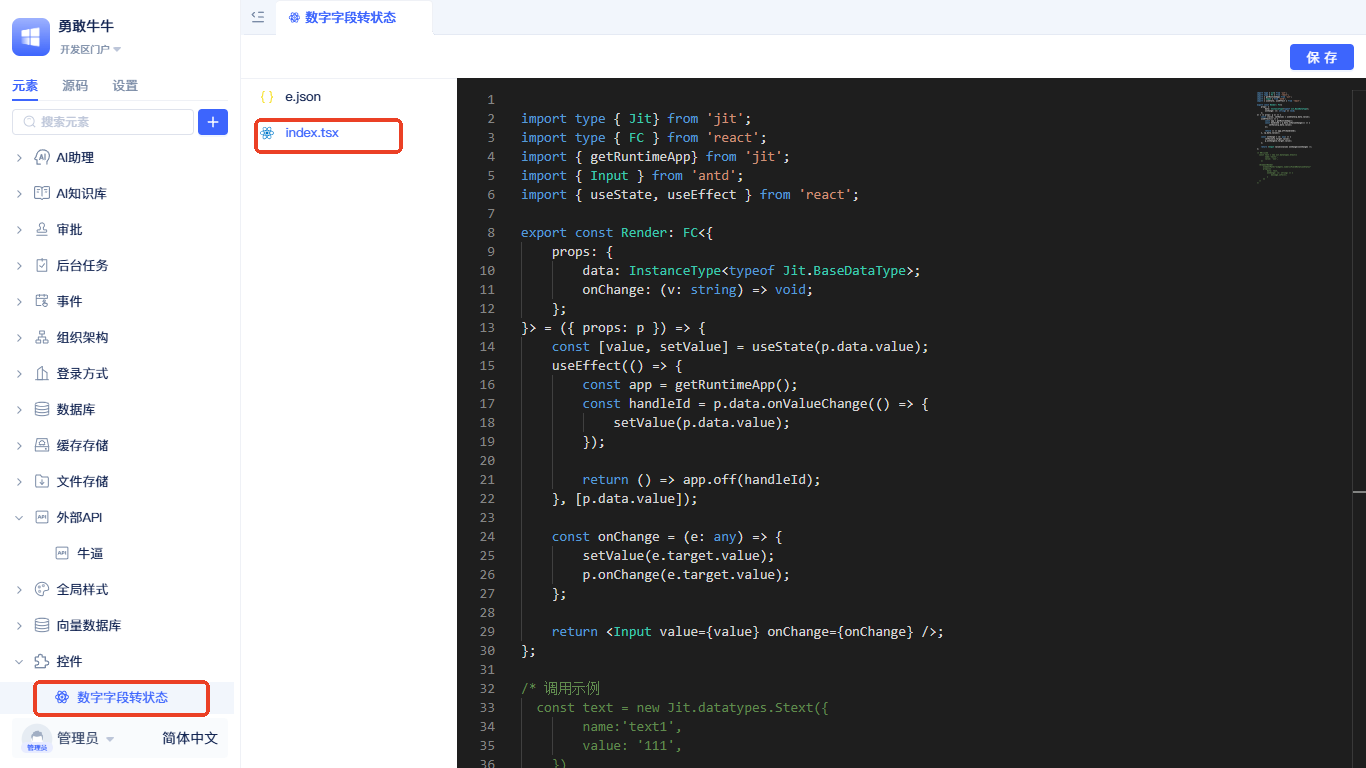 勇敢牛牛
开发区门户
元素 源码 设置
搜索元素
AI助理
AI知识库
审批
后台任务
事件
组织架构
登录方式
数据库
缓存存储
文件存储
外部API
牛逼
全局样式
向量数据库
控件
数字字段转状态
管理员
管理员 简体中文
数字字段转状态
保 存
{ } e.json
index.tsx
1
2 import type { Jit} from 'jit';
3 import type { FC } from 'react';
4 import { getRuntimeApp} from 'jit';
5 import { Input } from 'antd';
6 import { useState, useEffect } from 'react';
7
8 export const Render: FC<{
9     props: {
10         data: InstanceType<typeof Jit.BaseDataType>;
11         onChange: (v: string) => void;
12     };
13 }> = ({ props: p }) => {
14     const [value, setValue] = useState(p.data.value);
15     useEffect(() => {
16         const app = getRuntimeApp();
17         const handleId = p.data.onValueChange(() => {
18             setValue(p.data.value);
19         });
20
21         return () => app.off(handleId);
22     }, [p.data.value]);
23
24     const onChange = (e: any) => {
25         setValue(e.target.value);
26         p.onChange(e.target.value);
27     };
28
29     return <Input value={value} onChange={onChange} />;
30 };
31
32 /* 调用示例
33   const text = new Jit.datatypes.Stext({
34         name:'text1',
35         value: '111',
36     })